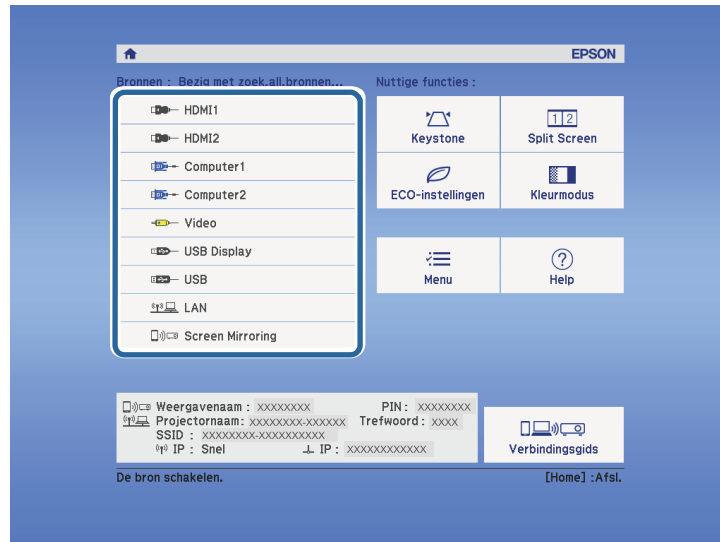 EPSON
Bronnen : Bezig met zoek.all.bronnen...
HDMI1
HDMI2
Computer1
Computer2
Video
USB Display
USB
LAN
Screen Mirroring
Nuttige functies :
Keystone
1 2
Split Screen
ECO-instellingen
Kleurmodus
Menu
?
Help
Weergavenaam : XXXXXXXX PIN : XXXXXXXX
Projectornaam: XXXXXXXX-XXXXXX Trefwoord : XXXX
SSID : XXXXXXXX-XXXXXXXXXX
IP : Snel IP : XXXXXXXXXXXX
Verbindingsgids
De bron schakelen. [Home] :Afsl.